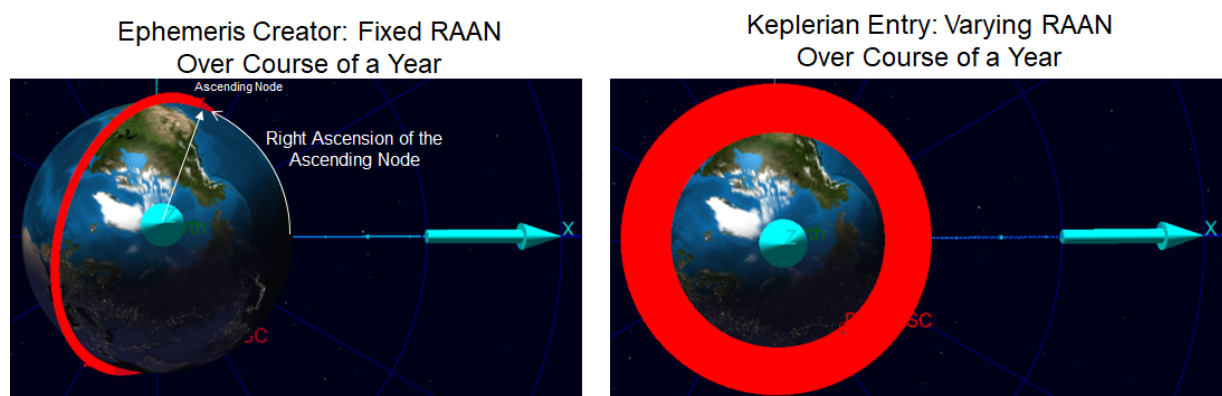 Ephemeris Creator: Fixed RAAN
Over Course of a Year
Ascending Node
Right Ascension of the
Ascending Node
X
Keplerian Entry: Varying RAAN
Over Course of a Year
Z
X
SC